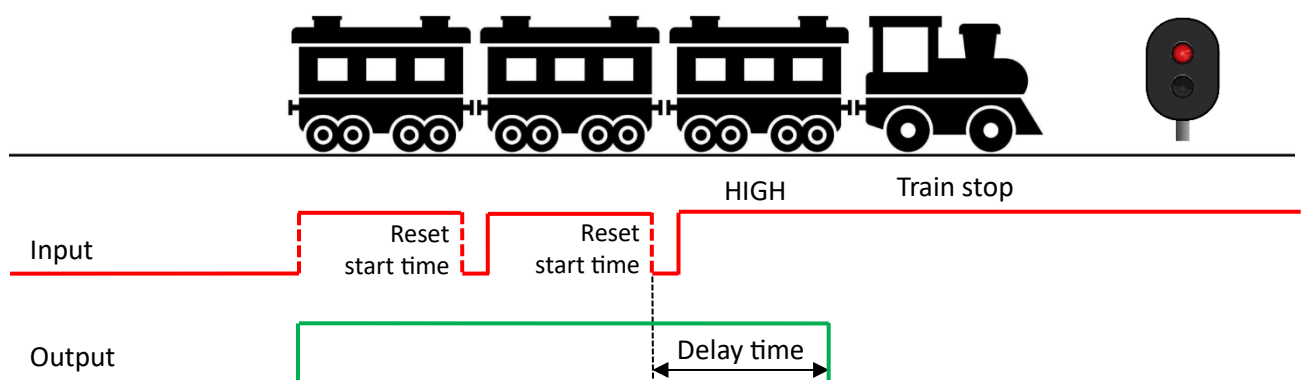 HIGH
Train stop
Input
Reset
start time
Reset
start time
Output
Delay time